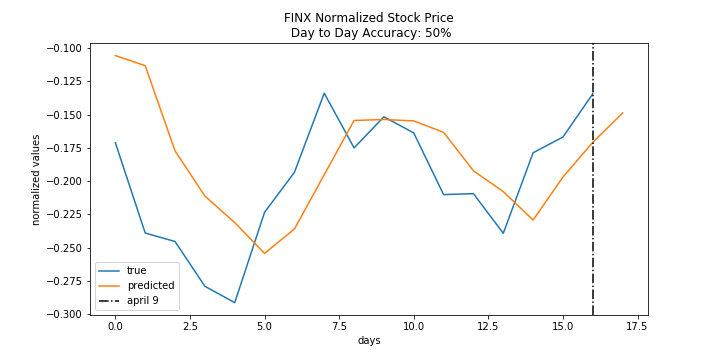 FINX Normalized Stock Price
Day to Day Accuracy: 50%
−0.100
−0.125
−0.150
−0.175
−0.200
−0.225
−0.250
−0.275
−0.300
normalized values
true
predicted
april 9
0.0 2.5 5.0 7.5 10.0 12.5 15.0 17.5
days